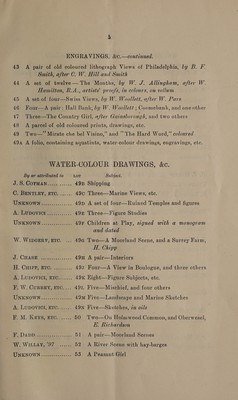 5
ENGRAVINGS, &c.—continued.
43 A pair of old coloured lithograph Views of Philadelphia, by B. F. Smith, after C. W. Hill and Smith
44 A set of twelve — The Months, by W. J. Allingham, after W. Hamilton, R.A., artists' proofs, in colours, on vellum
45 A set of four—Swiss Views, by W. Woollett, after W. Pars
46 Four—A pair: Hall Bank, by W. Woollett; Coomebank, and one other
47 Three—The Country Girl, after Gainsborough, and two others
48 A parcel of old coloured prints, drawings, etc.
49 Two—"Mirate che bel Visino," and "The Hard Word," coloured
49A A folio, containing aquatints, water-colour drawings, engravings, etc.
WATER-COLOUR DRAWINGS, &c.
By or attributed to LOT Subject.
J. S. COTMAN ......... 49B Shipping
C. BENTLEY, ETC. ...... 49C Three—Marine Views, etc.
UNKNOWN ............... 49D A set of four—Ruined Temples and figures
A. LUDOVICI ............ 49E Three—Figure Studies
UNKNOWN ............... 49F Children at Play, signed with a monogram and dated
W. WIDGERY, ETC. ... 49G Two—A Moorland Scene, and a Surrey Farm, H. Chipp
J. CHASE ............... 49H A pair—Interiors
H. CHIPP, ETC. ......... 49I Four—A View in Boulogne, and three others
A. LUDOVICI, ETC. ... 49K Eight—Figure Subjects, etc.
F. W. CURREY, ETC. ... 49L Five—Mischief, and four others
UNKNOWN ............... 49M Five—Landscape and Marine Sketches
A. LUDOVICI, ETC. ... 49N Five—Sketches, in oils
F. M. KEYS, ETC. ...... 50 Two—On Holmwood Common, and Oberwesel, E. Richardson
F. DADD ............... 51 A pair—Moorland Scenes
W. WILLAY, '97 ...... 52 A River Scene with hay-barges
UNKNOWN ............... 53 A Peasant Girl